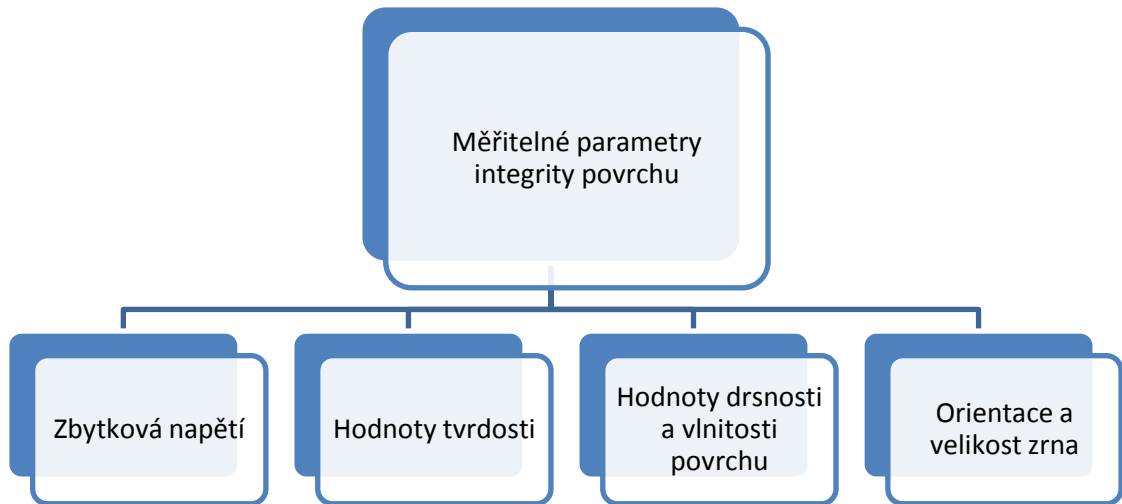 Měřitelné parametry
integrity povrchu
Zbytková napětí
Hodnoty tvrdosti
Hodnoty drsnosti
a vlnitosti
povrchu
Orientace a
velikost zrna